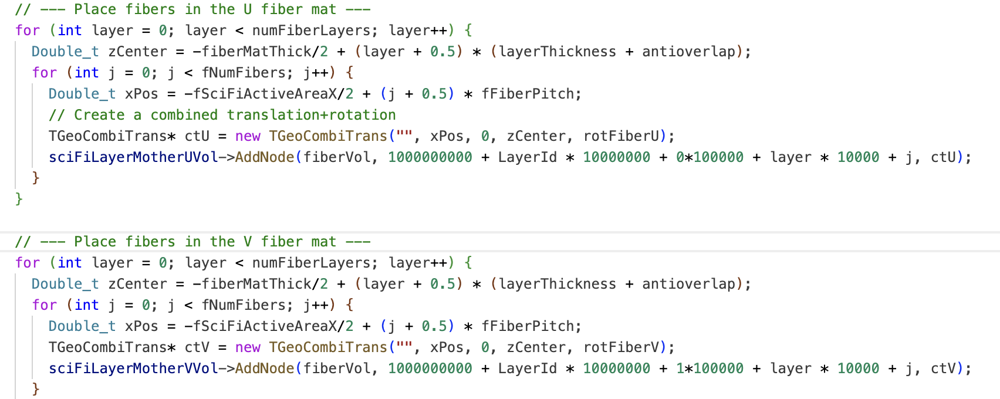 // --- Place fibers in the U fiber mat ---
for (int layer = 0; layer < numFiberLayers; layer++) {
  Double_t zCenter = -fiberMatThick/2 + (layer + 0.5) * (layerThickness + antioverlap);
  for (int j = 0; j < fNumFibers; j++) {
    Double_t xPos = -fSciFiActiveAreaX/2 + (j + 0.5) * fFiberPitch;
    // Create a combined translation+rotation
    TGeoCombiTrans* ctU = new TGeoCombiTrans("", xPos, 0, zCenter, rotFiberU);
    sciFiLayerMotherUVol->AddNode(fiberVol, 1000000000 + LayerId * 10000000 + 0*100000 + layer * 10000 + j, ctU);
  }
}

// --- Place fibers in the V fiber mat ---
for (int layer = 0; layer < numFiberLayers; layer++) {
  Double_t zCenter = -fiberMatThick/2 + (layer + 0.5) * (layerThickness + antioverlap);
  for (int j = 0; j < fNumFibers; j++) {
    Double_t xPos = -fSciFiActiveAreaX/2 + (j + 0.5) * fFiberPitch;
    TGeoCombiTrans* ctV = new TGeoCombiTrans("", xPos, 0, zCenter, rotFiberV);
    sciFiLayerMotherVVol->AddNode(fiberVol, 1000000000 + LayerId * 10000000 + 1*100000 + layer * 10000 + j, ctV);
  }